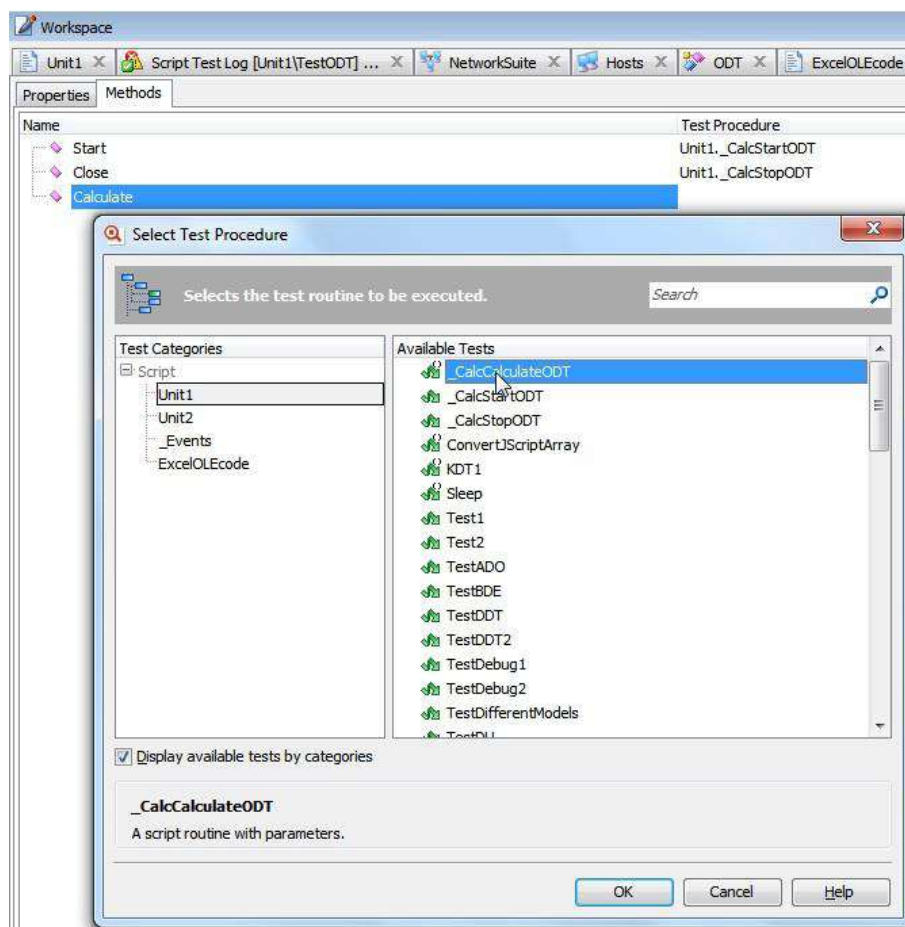 Workspace
Unit1 Script Test Log [Unit1\TestODT] ... NetworkSuite Hosts ODT ExcelOLEcode
Properties Methods
Name Test Procedure
Start Unit1._CalcStartODT
Close Unit1._CalcStopODT
Calculate
Select Test Procedure
Selects the test routine to be executed. Search
Test Categories Available Tests
Script _CalcCalculateODT
Unit1 _CalcStartODT
Unit2 _CalcStopODT
_Events ConvertJScriptArray
ExcelOLEcode KDT1
Sleep
Test1
Test2
TestADO
TestBDE
TestDDT
TestDDT2
TestDebug1
TestDebug2
TestDifferentModels
Display available tests by categories
_CalcCalculateODT
A script routine with parameters.
OK Cancel Help